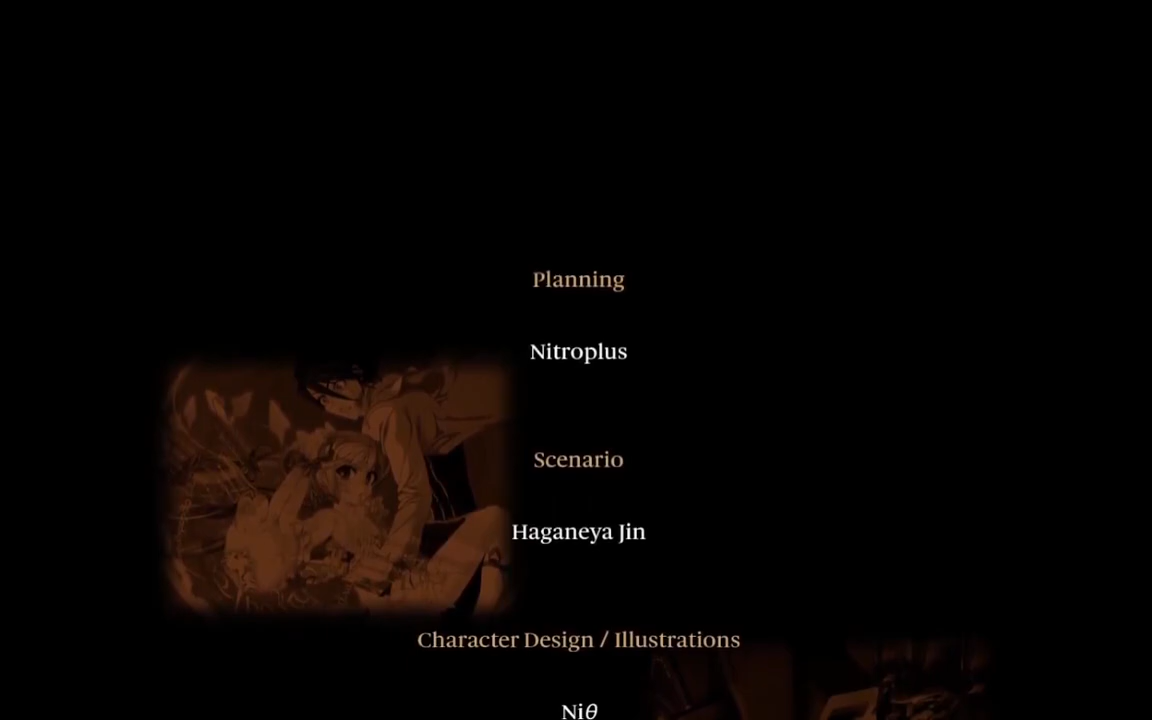 Planning
Nitroplus
Scenario
Haganeya Jin
Character Design / Illustrations
Niθ